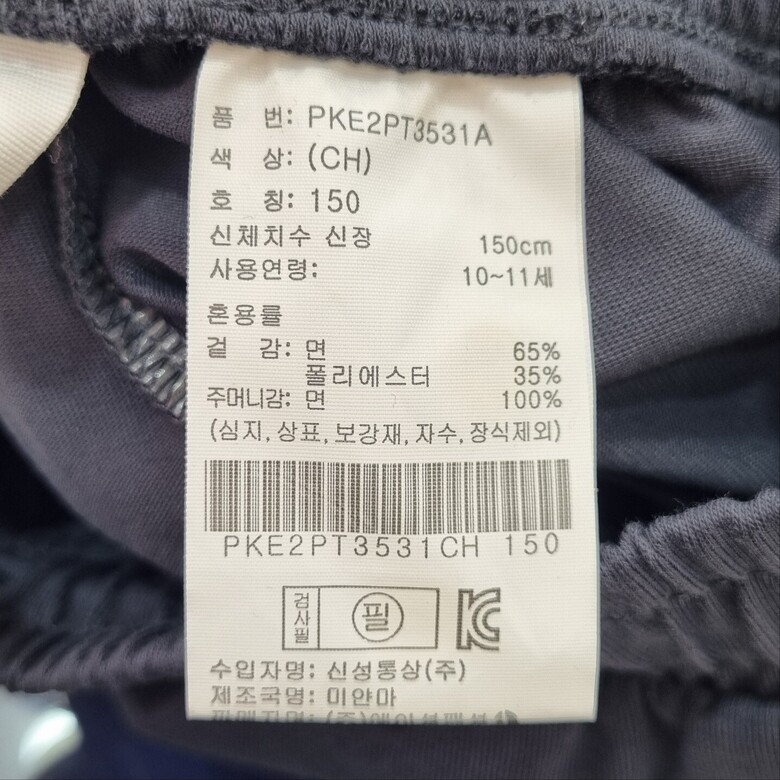 품 번: PKE2PT3531A
색 상: (CH)
호 칭: 150
신체치수 신장 150cm
사용연령: 10~11세
혼용률
겉 감: 면 65%
폴리에스터 35%
주머니감: 면 100%
(심지,상표,보강재,자수,장식제외)
PKE2PT3531CH 150
검사필 필 KC
수입자명: 신성통상(주)
제조국명: 미얀마